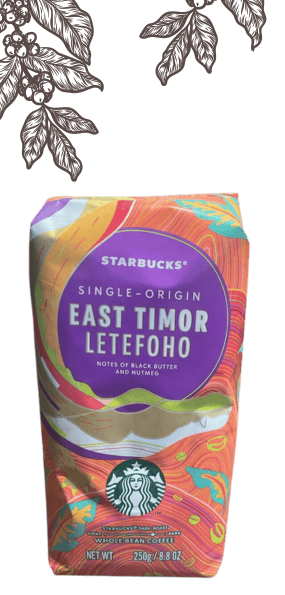 STARBUCKS®
SINGLE-ORIGIN
EAST TIMOR
LETEFOHO
NOTES OF BLACK BUTTER
AND NUTMEG
STARBUCKS® DARK ROAST
DARK
WHOLE BEAN COFFEE
NET WT 250g / 8.8 OZ